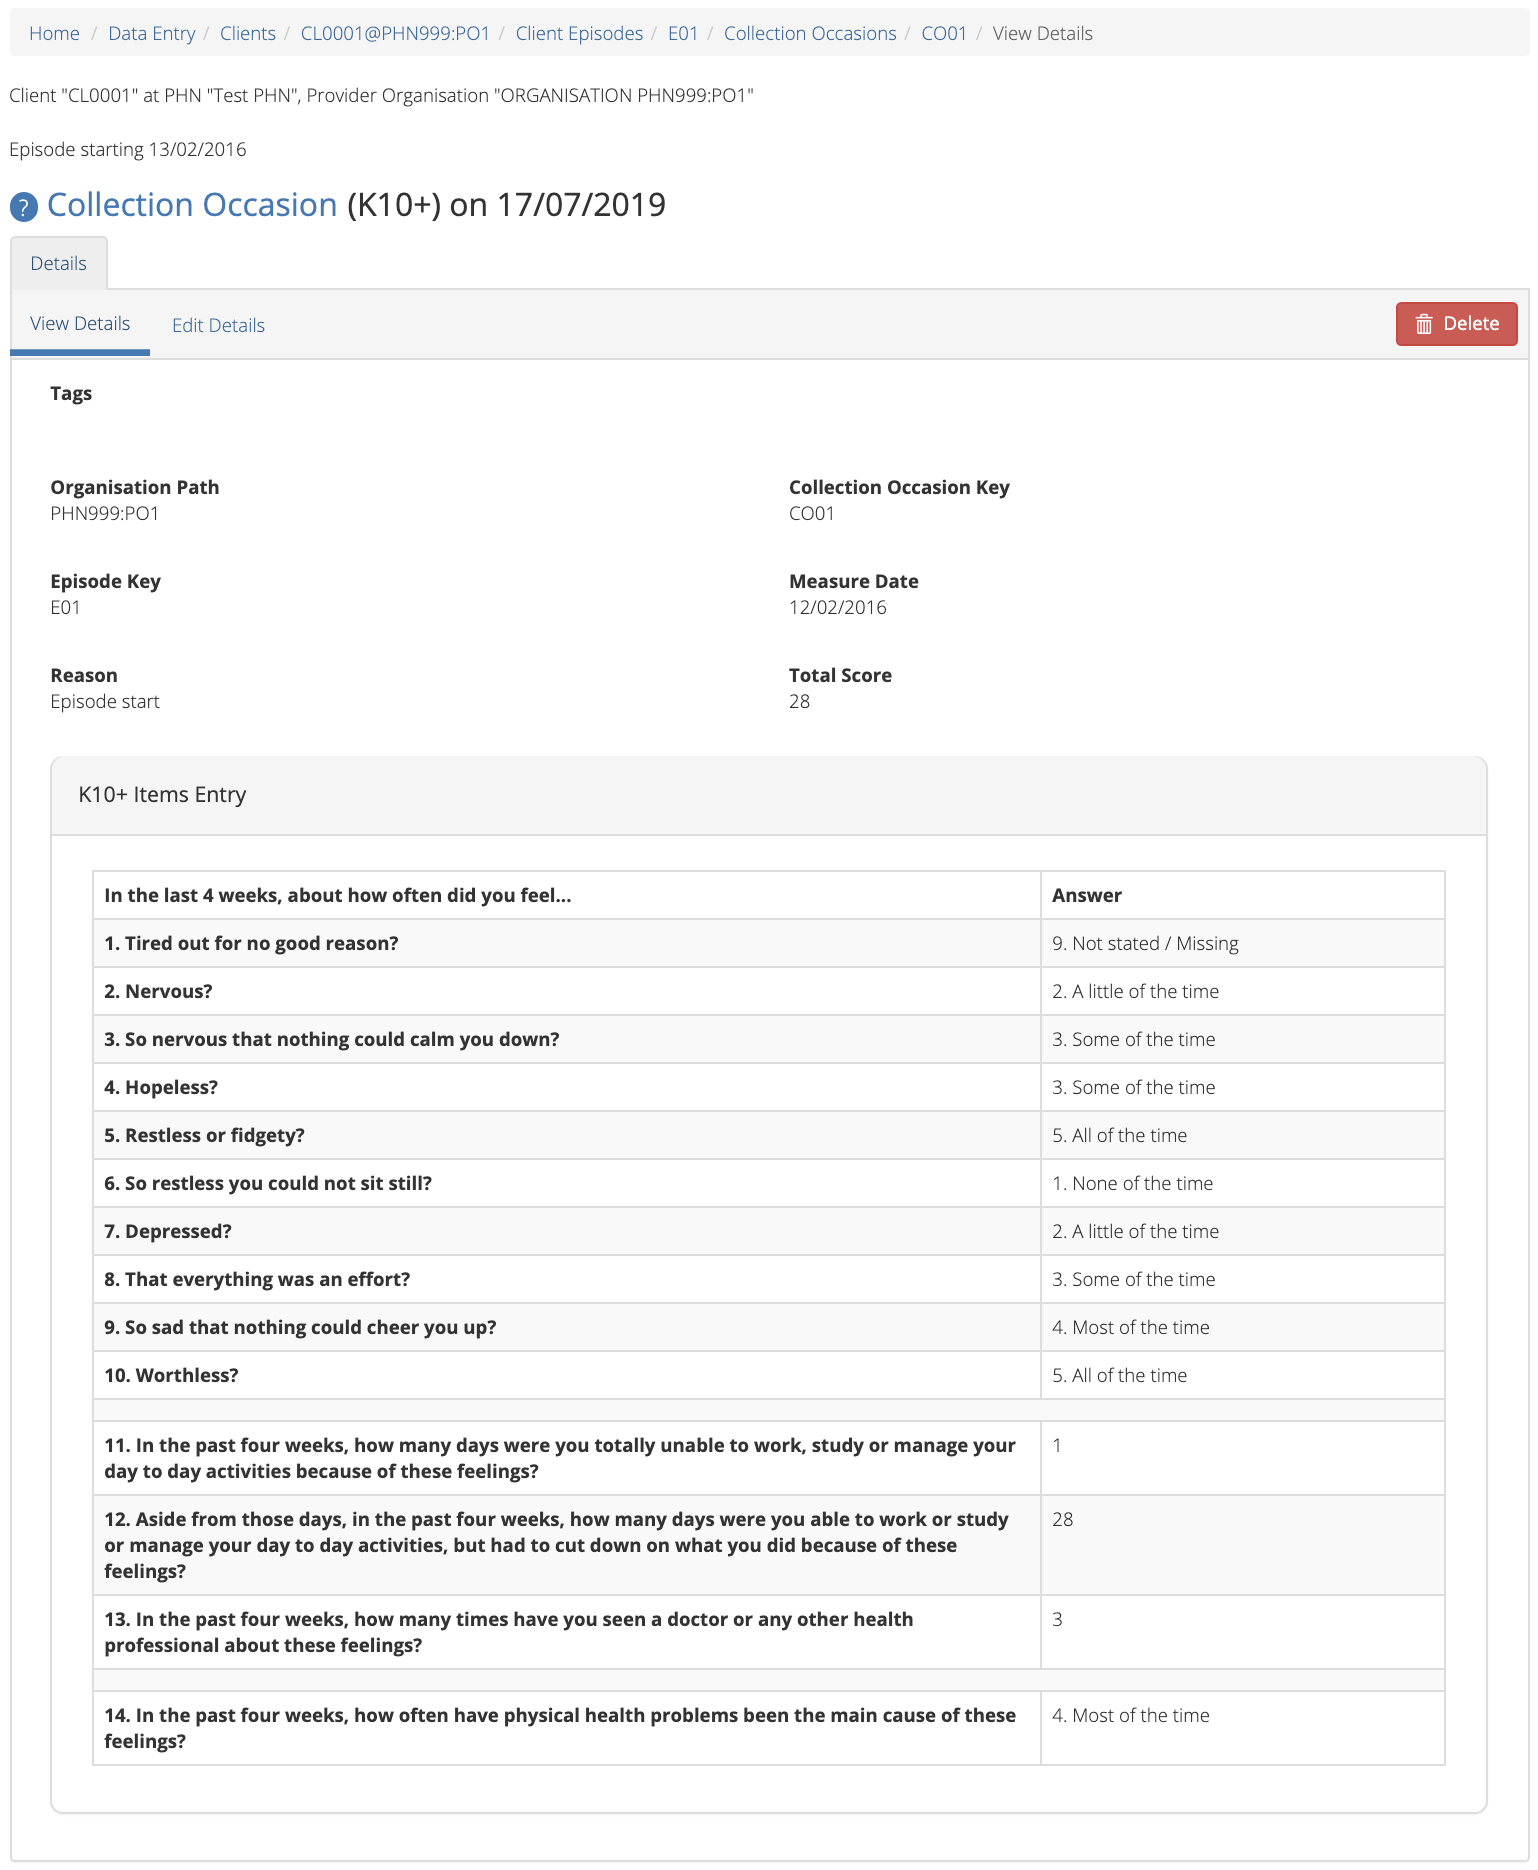 Home / Data Entry / Clients / CL0001@PHN999:PO1 / Client Episodes / E01 / Collection Occasions / CO01 / View Details
Client "CL0001" at PHN "Test PHN", Provider Organisation "ORGANISATION PHN999:PO1"
Episode starting 13/02/2016
? Collection Occasion (K10+) on 17/07/2019
Details
View Details Edit Details Delete
Tags
Organisation Path Collection Occasion Key
PHN999:PO1 CO01
Episode Key Measure Date
E01 12/02/2016
Reason Total Score
Episode start 28
K10+ Items Entry
In the last 4 weeks, about how often did you feel... Answer
1. Tired out for no good reason? 9. Not stated / Missing
2. Nervous? 2. A little of the time
3. So nervous that nothing could calm you down? 3. Some of the time
4. Hopeless? 3. Some of the time
5. Restless or fidgety? 5. All of the time
6. So restless you could not sit still? 1. None of the time
7. Depressed? 2. A little of the time
8. That everything was an effort? 3. Some of the time
9. So sad that nothing could cheer you up? 4. Most of the time
10. Worthless? 5. All of the time
11. In the past four weeks, how many days were you totally unable to work, study or manage your 1
day to day activities because of these feelings?
12. Aside from those days, in the past four weeks, how many days were you able to work or study 28
or manage your day to day activities, but had to cut down on what you did because of these
feelings?
13. In the past four weeks, how many times have you seen a doctor or any other health 3
professional about these feelings?
14. In the past four weeks, how often have physical health problems been the main cause of these 4. Most of the time
feelings?